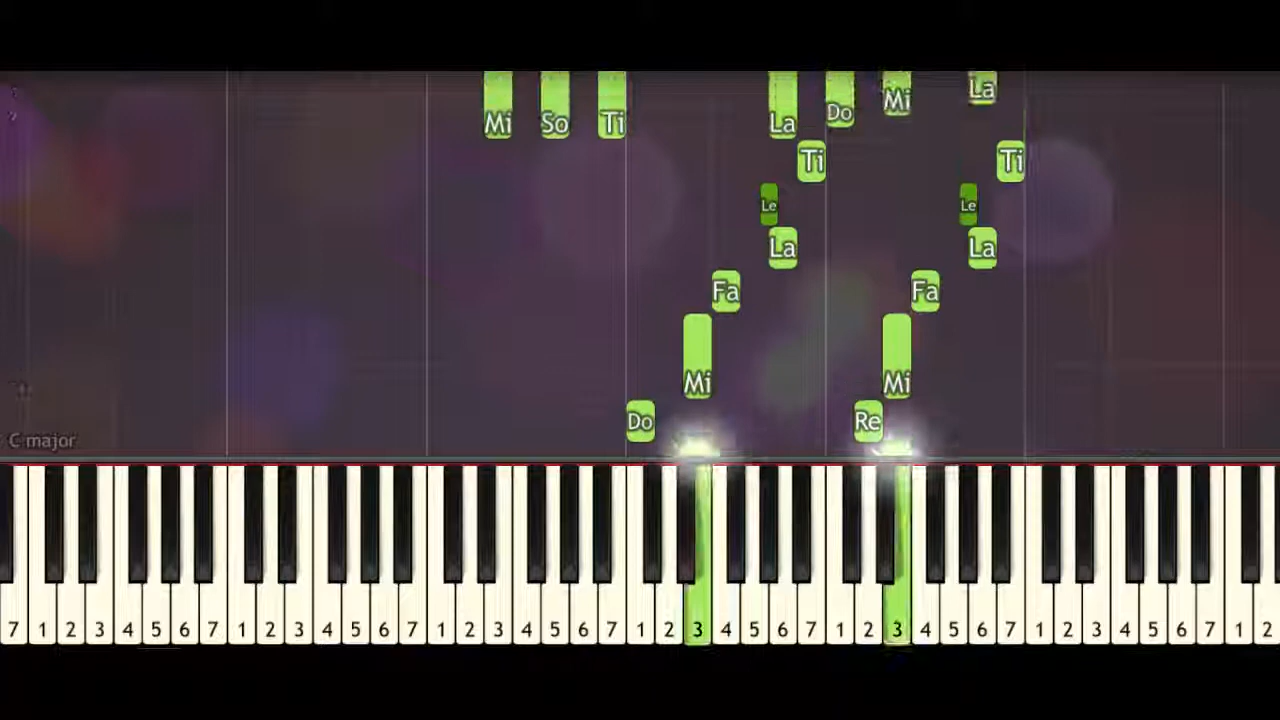 Mi So Ti La Do Mi La
Ti Ti
Le Le
La La
Fa Fa
Mi Mi
Do Re
C major
7 1 2 3 4 5 6 7 1 2 3 4 5 6 7 1 2 3 4 5 6 7 1 2 3 4 5 6 7 1 2 3 4 5 6 7 1 2 3 4 5 6 7 1 2